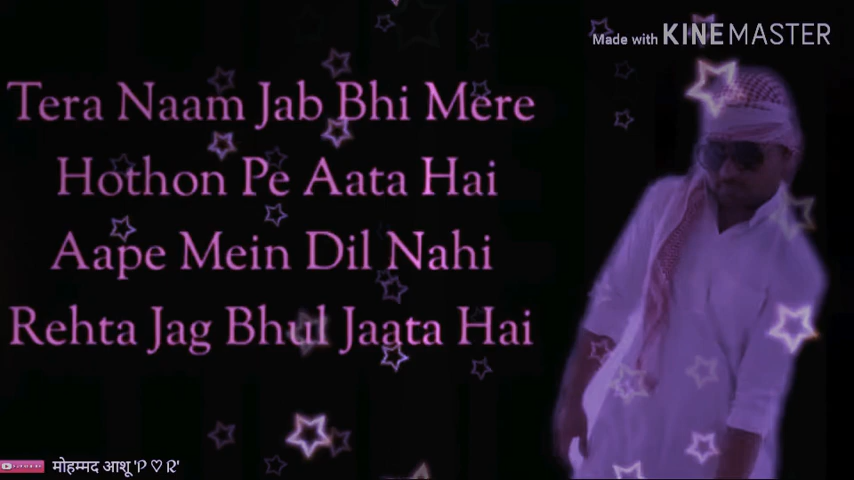 Made with KINEMASTER
Tera Naam Jab Bhi Mere
Hothon Pe Aata Hai
Aape Mein Dil Nahi
Rehta Jag Bhul Jaata Hai
मोहम्मद आशू 'P ♡ R'